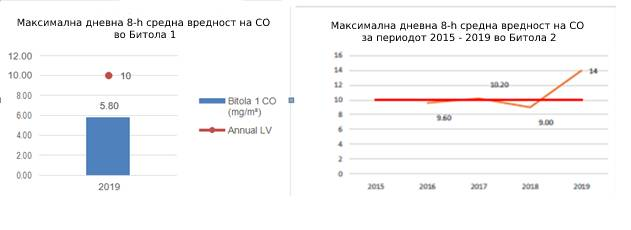 Максимална дневна 8-h средна вредност на CO
во Битола 1
12.00
10.00
8.00
6.00
4.00
2.00
0.00
10
5.80
2019
Bitola 1 CO
(mg/m³)
Annual LV
Максимална дневна 8-h средна вредност на CO
за периодот 2015 - 2019 во Битола 2
16
14
12
10
8
6
4
2
0
9.60
10.20
9.00
14
2015 2016 2017 2018 2019